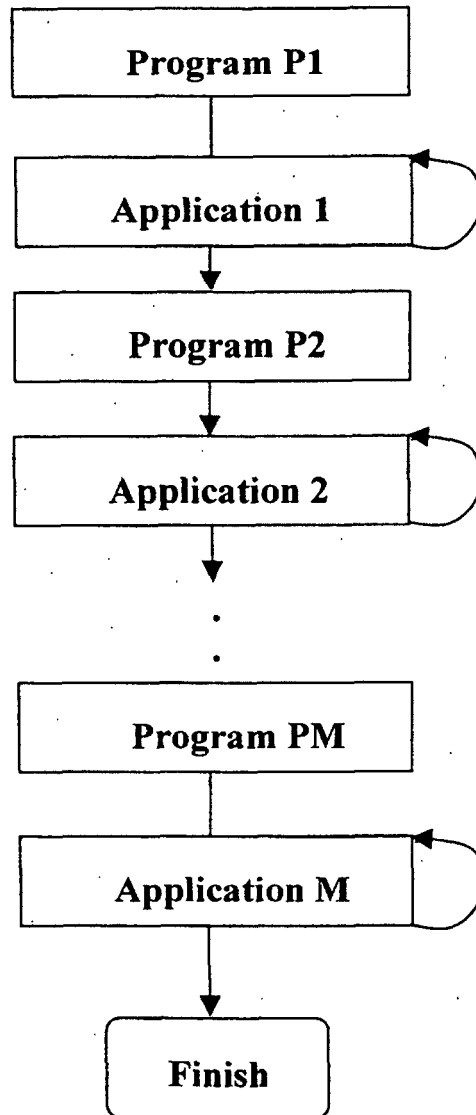 Program P1
Application 1
Program P2
Application 2
Program PM
Application M
Finish